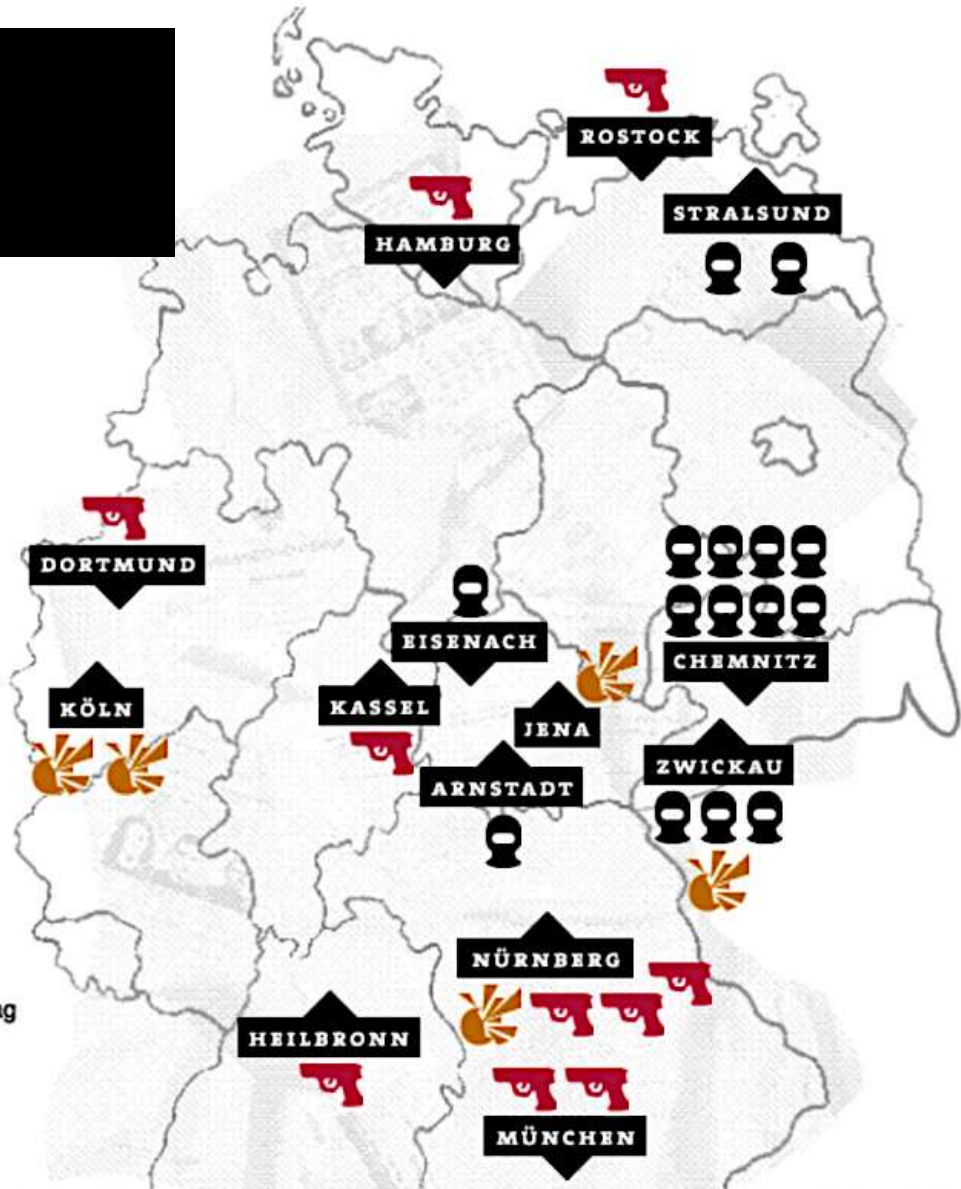 ROSTOCK
STRALSUND
HAMBURG
DORTMUND
EISENACH
CHEMNITZ
KÖLN
KASSEL
JENA
ZWICKAU
ARNSTADT
NÜRNBERG
HEILBRONN
MÜNCHEN